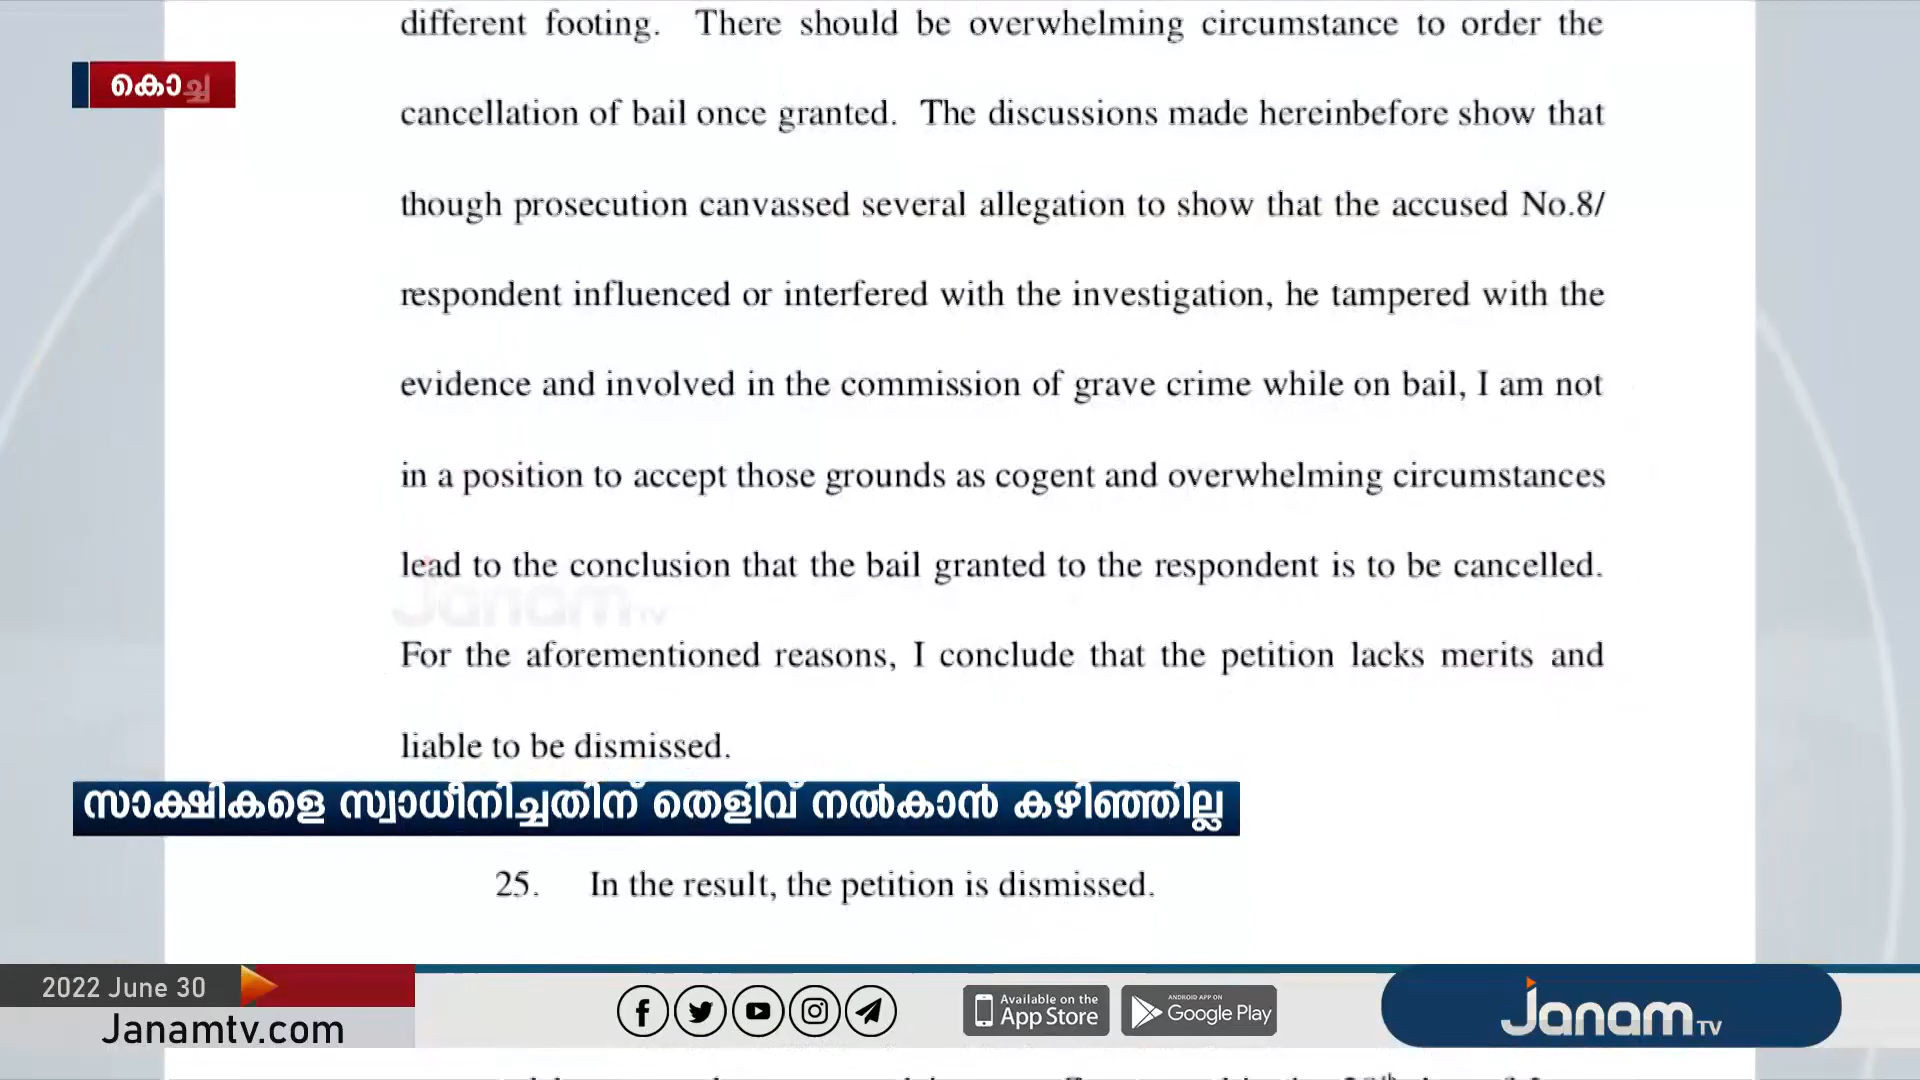 different footing. There should be overwhelming circumstance to order the
കൊച്ച
cancellation of bail once granted. The discussions made hereinbefore show that
though prosecution canvassed several allegation to show that the accused No.8/
respondent influenced or interfered with the investigation, he tampered with the
evidence and involved in the commission of grave crime while on bail, I am not
in a position to accept those grounds as cogent and overwhelming circumstances
lead to the conclusion that the bail granted to the respondent is to be cancelled.
Janam TV
For the aforementioned reasons, I conclude that the petition lacks merits and
liable to be dismissed.
സാക്ഷികളെ സ്വാധീനിച്ചതിന് തെളിവ് നൽകാൻ കഴിഞ്ഞില്ല
25. In the result, the petition is dismissed.
2022 June 30
Janamtv.com
Available on the
App Store
ANDROID APP ON
Google Play
Janam TV